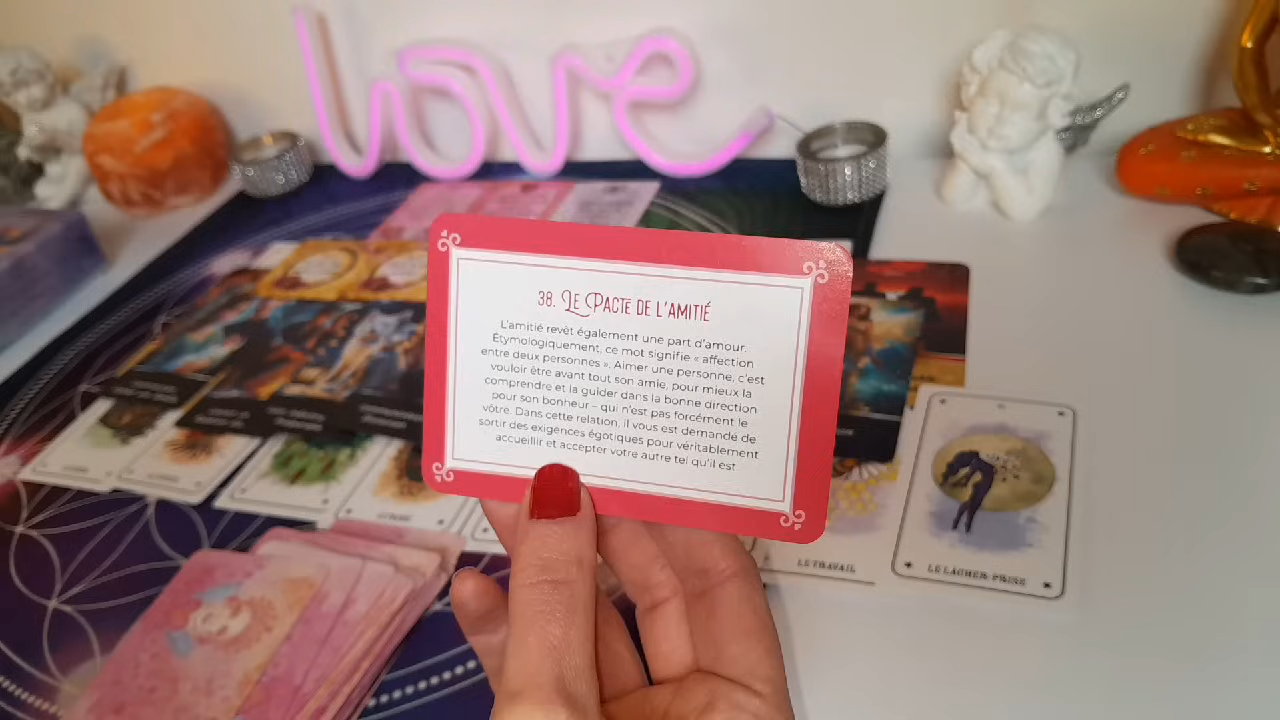 love
38. Le Pacte de l'amitié
L'amitié revêt également une part d'amour.
Étymologiquement, ce mot signifie « affection
entre deux personnes ». Aimer une personne, c'est
vouloir être avant tout son amie, pour mieux la
comprendre et la guider dans la bonne direction
pour son bonheur – qui n'est pas forcément le
vôtre. Dans cette relation, il vous est demandé de
sortir des exigences égotiques pour véritablement
accueillir et accepter votre autre tel qu'il est
LE TRAVAIL
LE LÂCHER-PRISE